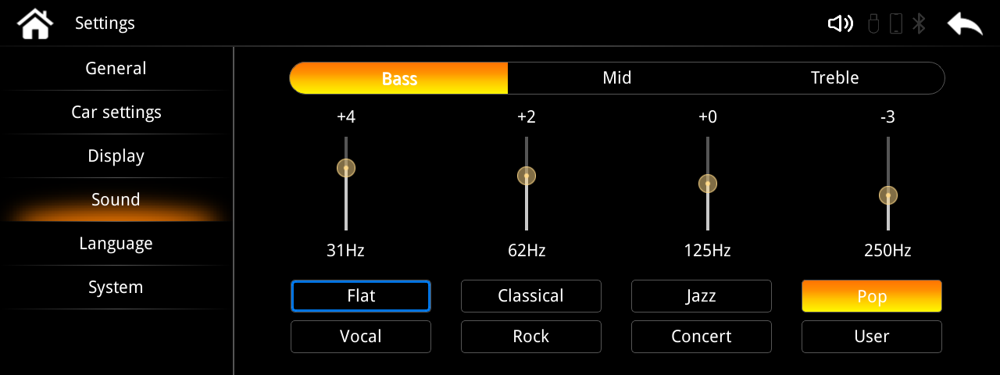 Settings
General
Car settings
Display
Sound
Language
System
Bass Mid Treble
+4 +2 +0 -3
31Hz 62Hz 125Hz 250Hz
Flat Classical Jazz Pop
Vocal Rock Concert User